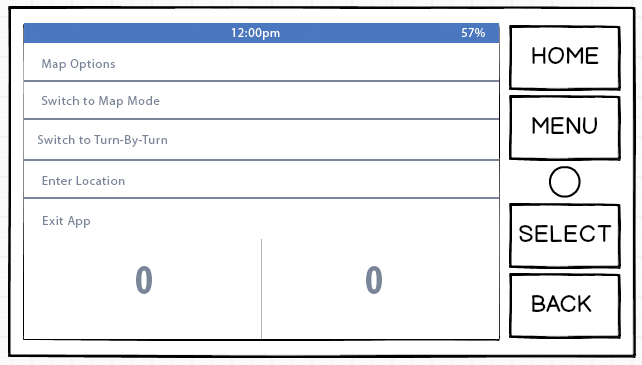 12:00pm 57%
Map Options
Switch to Map Mode
Switch to Turn-By-Turn
Enter Location
Exit App
0 0
HOME
MENU
SELECT
BACK